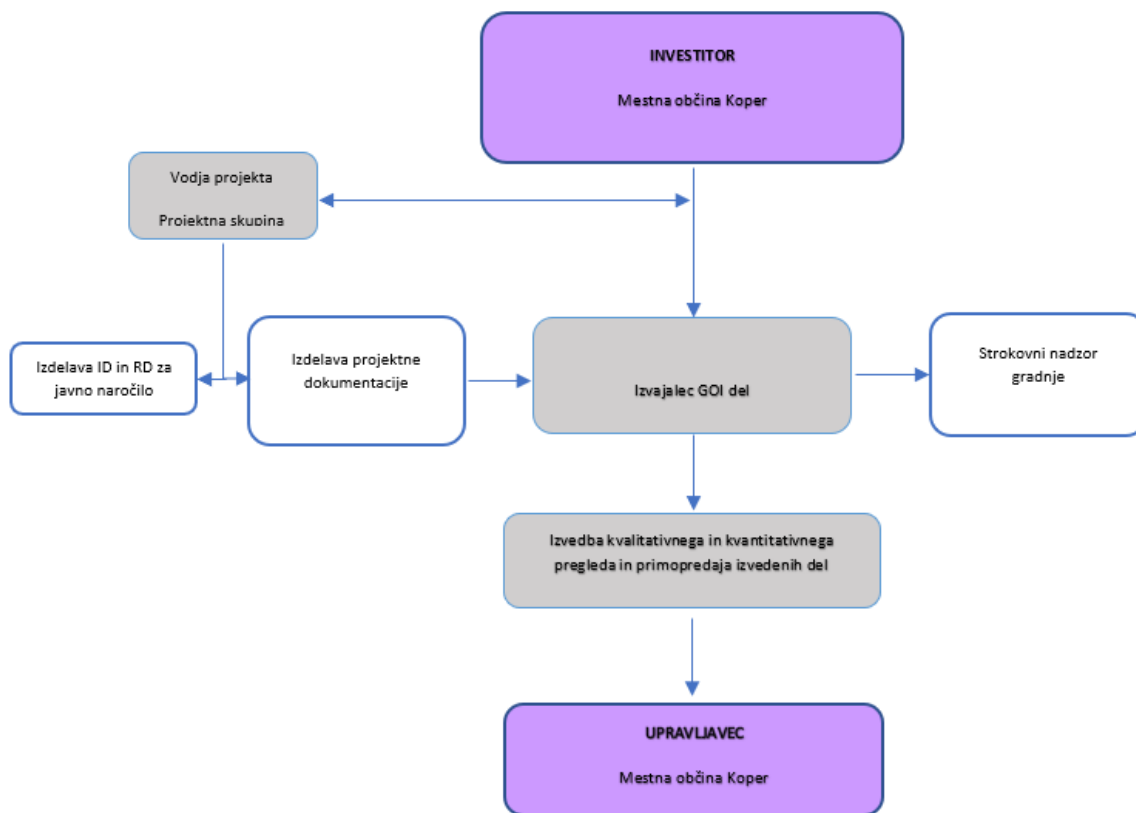 INVESTITOR
Mestna občina Koper
Vodja projekta
Projektna skupina
Izdelava ID in RD za
javno naročilo
Izdelava projektne
dokumentacije
Izvajalec GOI del
Strokovni nadzor
gradnje
Izvedba kvalitativnega in kvantitativnega
pregleda in primopredaja izvedenih del
UPRAVLJAVEC
Mestna občina Koper